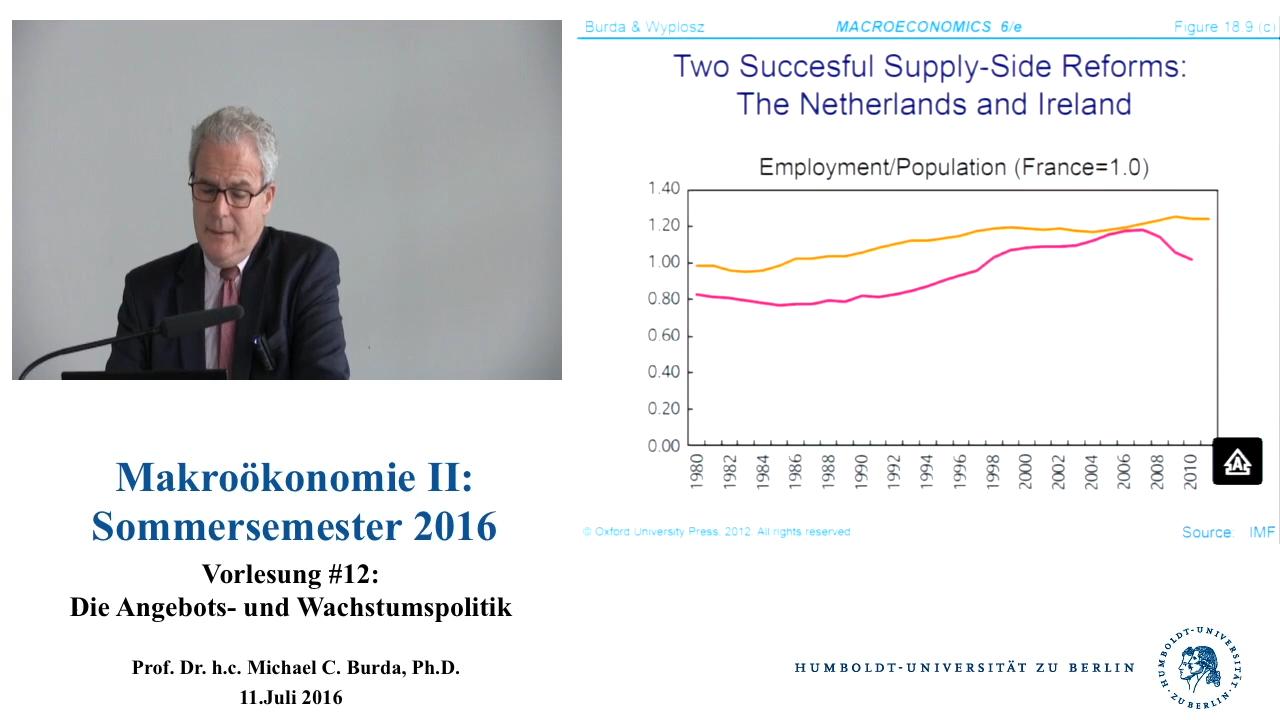 Burda & Wyplosz MACROECONOMICS 6/e Figure 18.9 (c)
Two Succesful Supply-Side Reforms:
The Netherlands and Ireland
Employment/Population (France=1.0)
1.40
1.20
1.00
0.80
0.60
0.40
0.20
0.00
1980 1982 1984 1986 1988 1990 1992 1994 1996 1998 2000 2002 2004 2006 2008 2010
A
© Oxford University Press, 2012. All rights reserved
Source: IMF
Makroökonomie II:
Sommersemester 2016
Vorlesung #12:
Die Angebots- und Wachstumspolitik
Prof. Dr. h.c. Michael C. Burda, Ph.D.
11.Juli 2016
HUMBOLDT-UNIVERSITÄT ZU BERLIN
HUMBOLDT-UNIVERSITÄT · ZU BERLIN ·